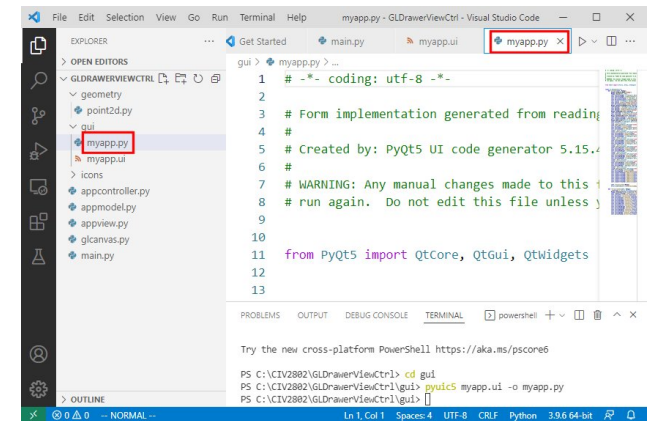 File Edit Selection View Go Run Terminal Help myapp.py - GLDrawerViewCtrl - Visual Studio Code
EXPLORER
OPEN EDITORS
GLDRAWERVIEWCTRL
geometry
point2d.py
gui
myapp.py
myapp.ui
icons
appcontroller.py
appmodel.py
appview.py
glcanvas.py
main.py
OUTLINE
Get Started main.py myapp.ui myapp.py
gui > myapp.py > ...
1 # -*- coding: utf-8 -*-
2
3 # Form implementation generated from reading
4 #
5 # Created by: PyQt5 UI code generator 5.15.4
6 #
7 # WARNING: Any manual changes made to this
8 # run again. Do not edit this file unless
9
10
11 from PyQt5 import QtCore, QtGui, QtWidgets
12
13
PROBLEMS OUTPUT DEBUG CONSOLE TERMINAL powershell
Try the new cross-platform PowerShell https://aka.ms/pscore6
PS C:\CIV2802\GLDrawerViewCtrl> cd gui
PS C:\CIV2802\GLDrawerViewCtrl\gui> pyuic5 myapp.ui -o myapp.py
PS C:\CIV2802\GLDrawerViewCtrl\gui>
0 0 -- NORMAL -- Ln 1, Col 1 Spaces: 4 UTF-8 CRLF Python 3.9.6 64-bit